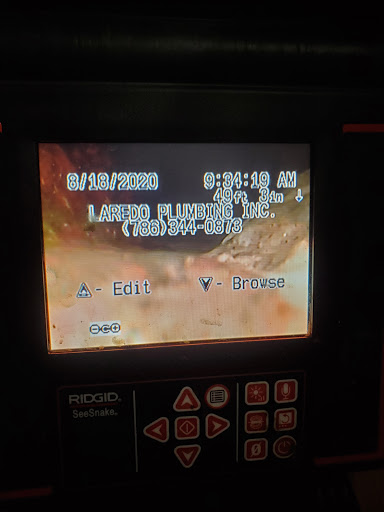 8/18/2020 9:34:19 AM
49ft 3in ↓
LAREDO PLUMBING INC.
(786)344-0873
- Edit - Browse
RIDGID.
SeeSnake.